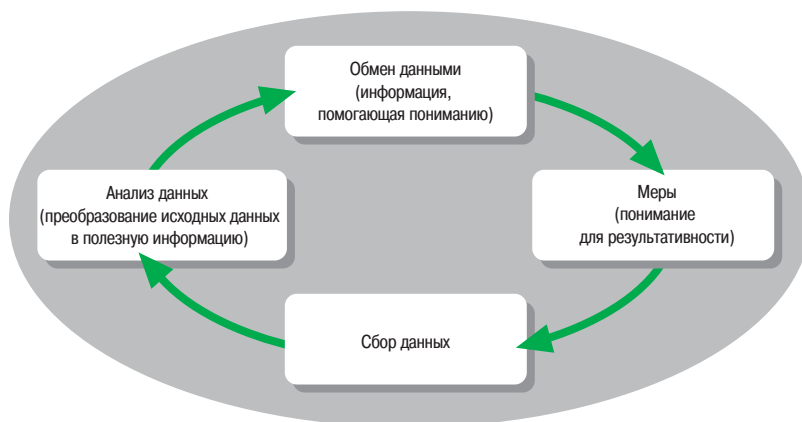 Обмен данными
(информация,
помогающая пониманию)
Анализ данных
(преобразование исходных данных
в полезную информацию)
Меры
(понимание
для результативности)
Сбор данных